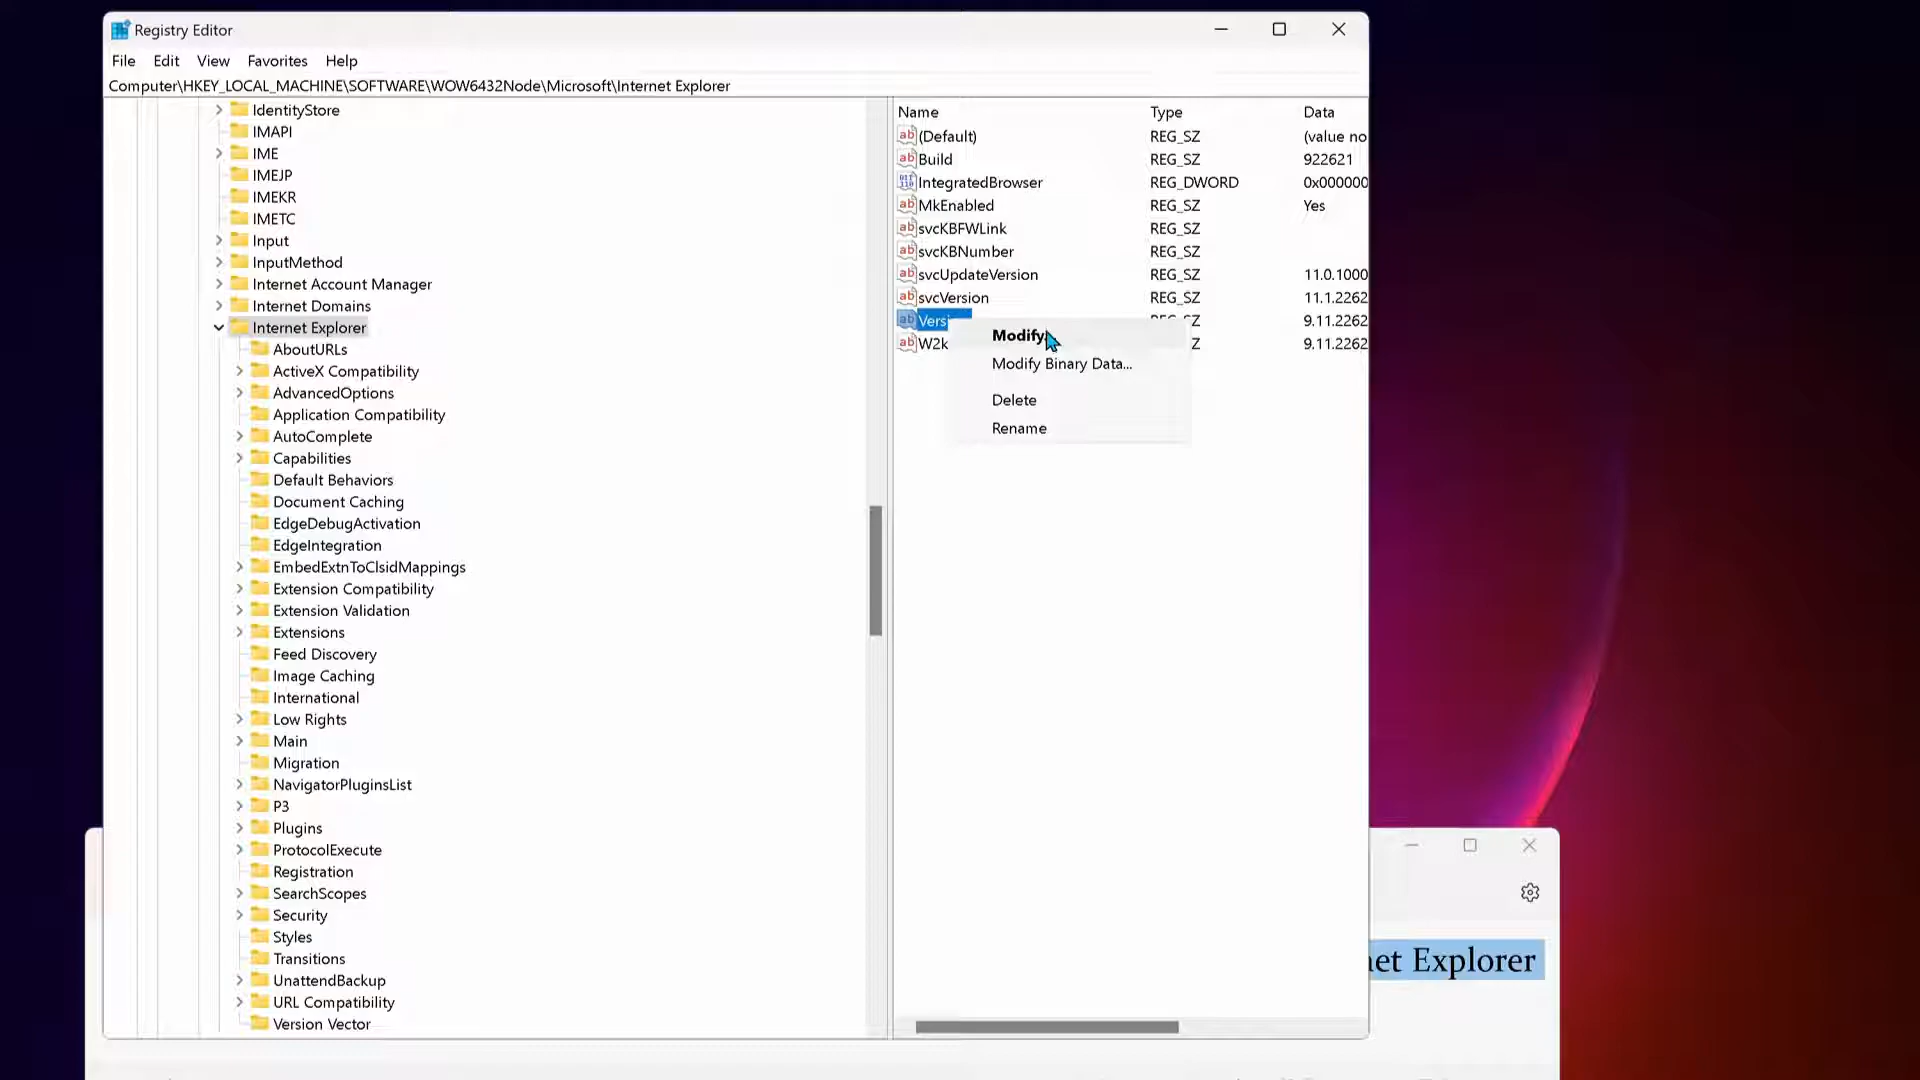 Registry Editor
File Edit View Favorites Help
Computer\HKEY_LOCAL_MACHINE\SOFTWARE\WOW6432Node\Microsoft\Internet Explorer
IdentityStore
IMAPI
IME
IMEJP
IMEKR
IMETC
Input
InputMethod
Internet Account Manager
Internet Domains
Internet Explorer
AboutURLs
ActiveX Compatibility
AdvancedOptions
Application Compatibility
AutoComplete
Capabilities
Default Behaviors
Document Caching
EdgeDebugActivation
EdgeIntegration
EmbedExtnToClsidMappings
Extension Compatibility
Extension Validation
Extensions
Feed Discovery
Image Caching
International
Low Rights
Main
Migration
NavigatorPluginsList
P3
Plugins
ProtocolExecute
Registration
SearchScopes
Security
Styles
Transitions
UnattendBackup
URL Compatibility
Version Vector
Name Type Data
(Default) REG_SZ (value no
Build REG_SZ 922621
IntegratedBrowser REG_DWORD 0x000000
MkEnabled REG_SZ Yes
svcKBFWLink REG_SZ
svcKBNumber REG_SZ
svcUpdateVersion REG_SZ 11.0.1000
svcVersion REG_SZ 11.1.2262
Versi 9.11.2262
W2k Z 9.11.2262
Modify
Modify Binary Data...
Delete
Rename
net Explorer